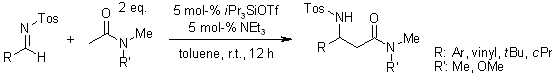 Tos
N
R
H
+
2 eq.
O
N
Me
R'
5 mol-% iPr3SiOTf
5 mol-% NEt3
toluene, r.t., 12 h
Tos
NH
O
R
N
Me
R'
R: Ar, vinyl, tBu, cPr
R': Me, OMe